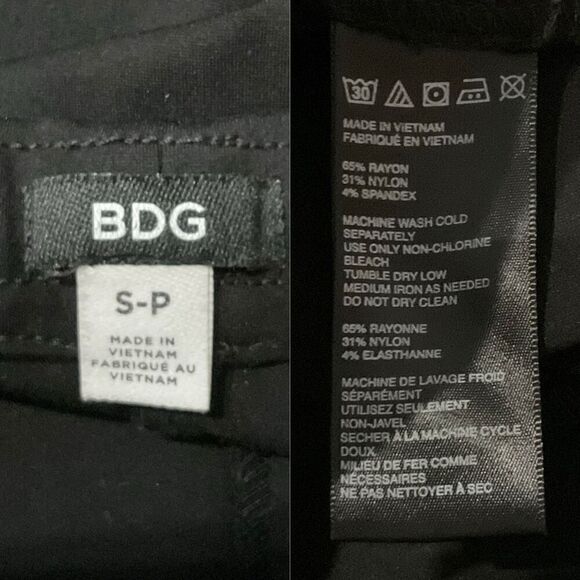 BDG
S-P
MADE IN
VIETNAM
FABRIQUÉ AU
VIETNAM
30
MADE IN VIETNAM
FABRIQUÉ EN VIETNAM
65% RAYON
31% NYLON
4% SPANDEX
MACHINE WASH COLD
SEPARATELY
USE ONLY NON-CHLORINE
BLEACH
TUMBLE DRY LOW
MEDIUM IRON AS NEEDED
DO NOT DRY CLEAN
65% RAYONNE
31% NYLON
4% ELASTHANNE
MACHINE DE LAVAGE FROID
SÉPARÉMENT
UTILISEZ SEULEMENT
NON-JAVEL
SECHER À LA MACHINE CYCLE
DOUX
MILIEU DE FER COMME
NÉCESSAIRES
NE PAS NETTOYER À SEC